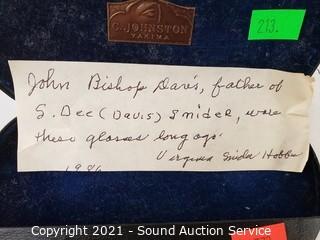 C. JOHNSTON
YAKIMA
213.
John Bishop Davis, father of
S. Dee (Davis) Snider, wore
these glasses long ago.
Virginia Snider Hobbs
Copyright 2021 - Sound Auction Service